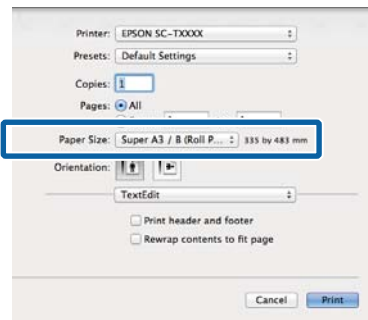 Printer: EPSON SC-TXXXX
Presets: Default Settings
Copies: 1
Pages: All
Paper Size: Super A3 / B (Roll P... 335 by 483 mm
Orientation:
TextEdit
Print header and footer
Rewrap contents to fit page
Cancel Print